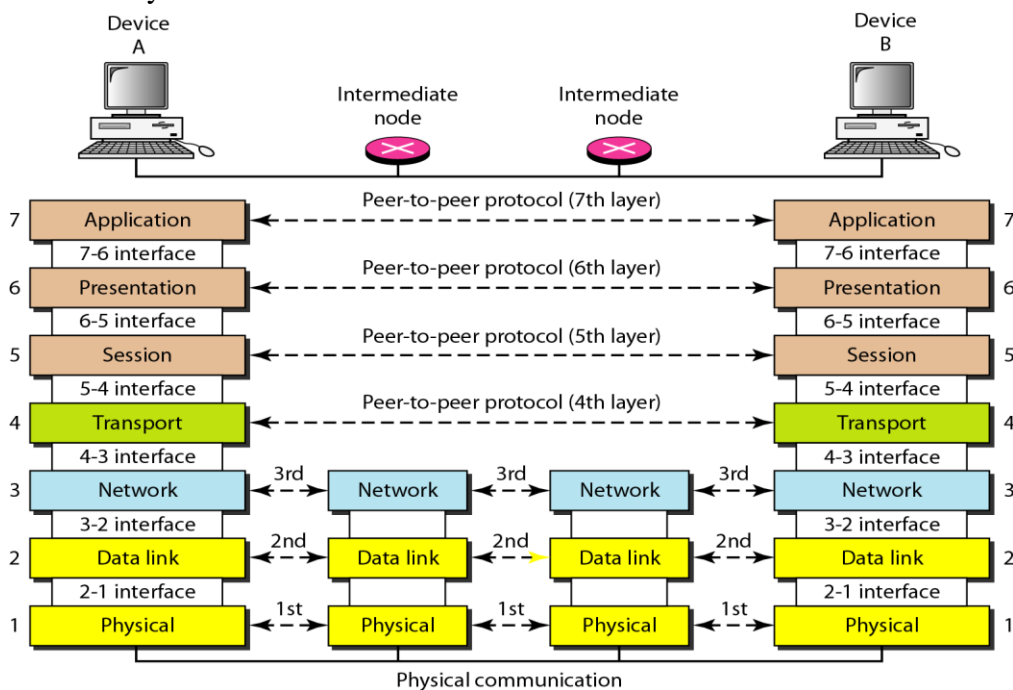 Device
A
Device
B
Intermediate
node
Intermediate
node
Peer-to-peer protocol (7th layer)
7 Application Application 7
7-6 interface 7-6 interface
Peer-to-peer protocol (6th layer)
6 Presentation Presentation 6
6-5 interface 6-5 interface
Peer-to-peer protocol (5th layer)
5 Session Session 5
5-4 interface 5-4 interface
Peer-to-peer protocol (4th layer)
4 Transport Transport 4
4-3 interface 4-3 interface
3rd 3rd 3rd
3 Network Network Network Network 3
3-2 interface 3-2 interface
2nd 2nd 2nd
2 Data link Data link Data link Data link 2
2-1 interface 2-1 interface
1st 1st 1st
1 Physical Physical Physical Physical 1
Physical communication